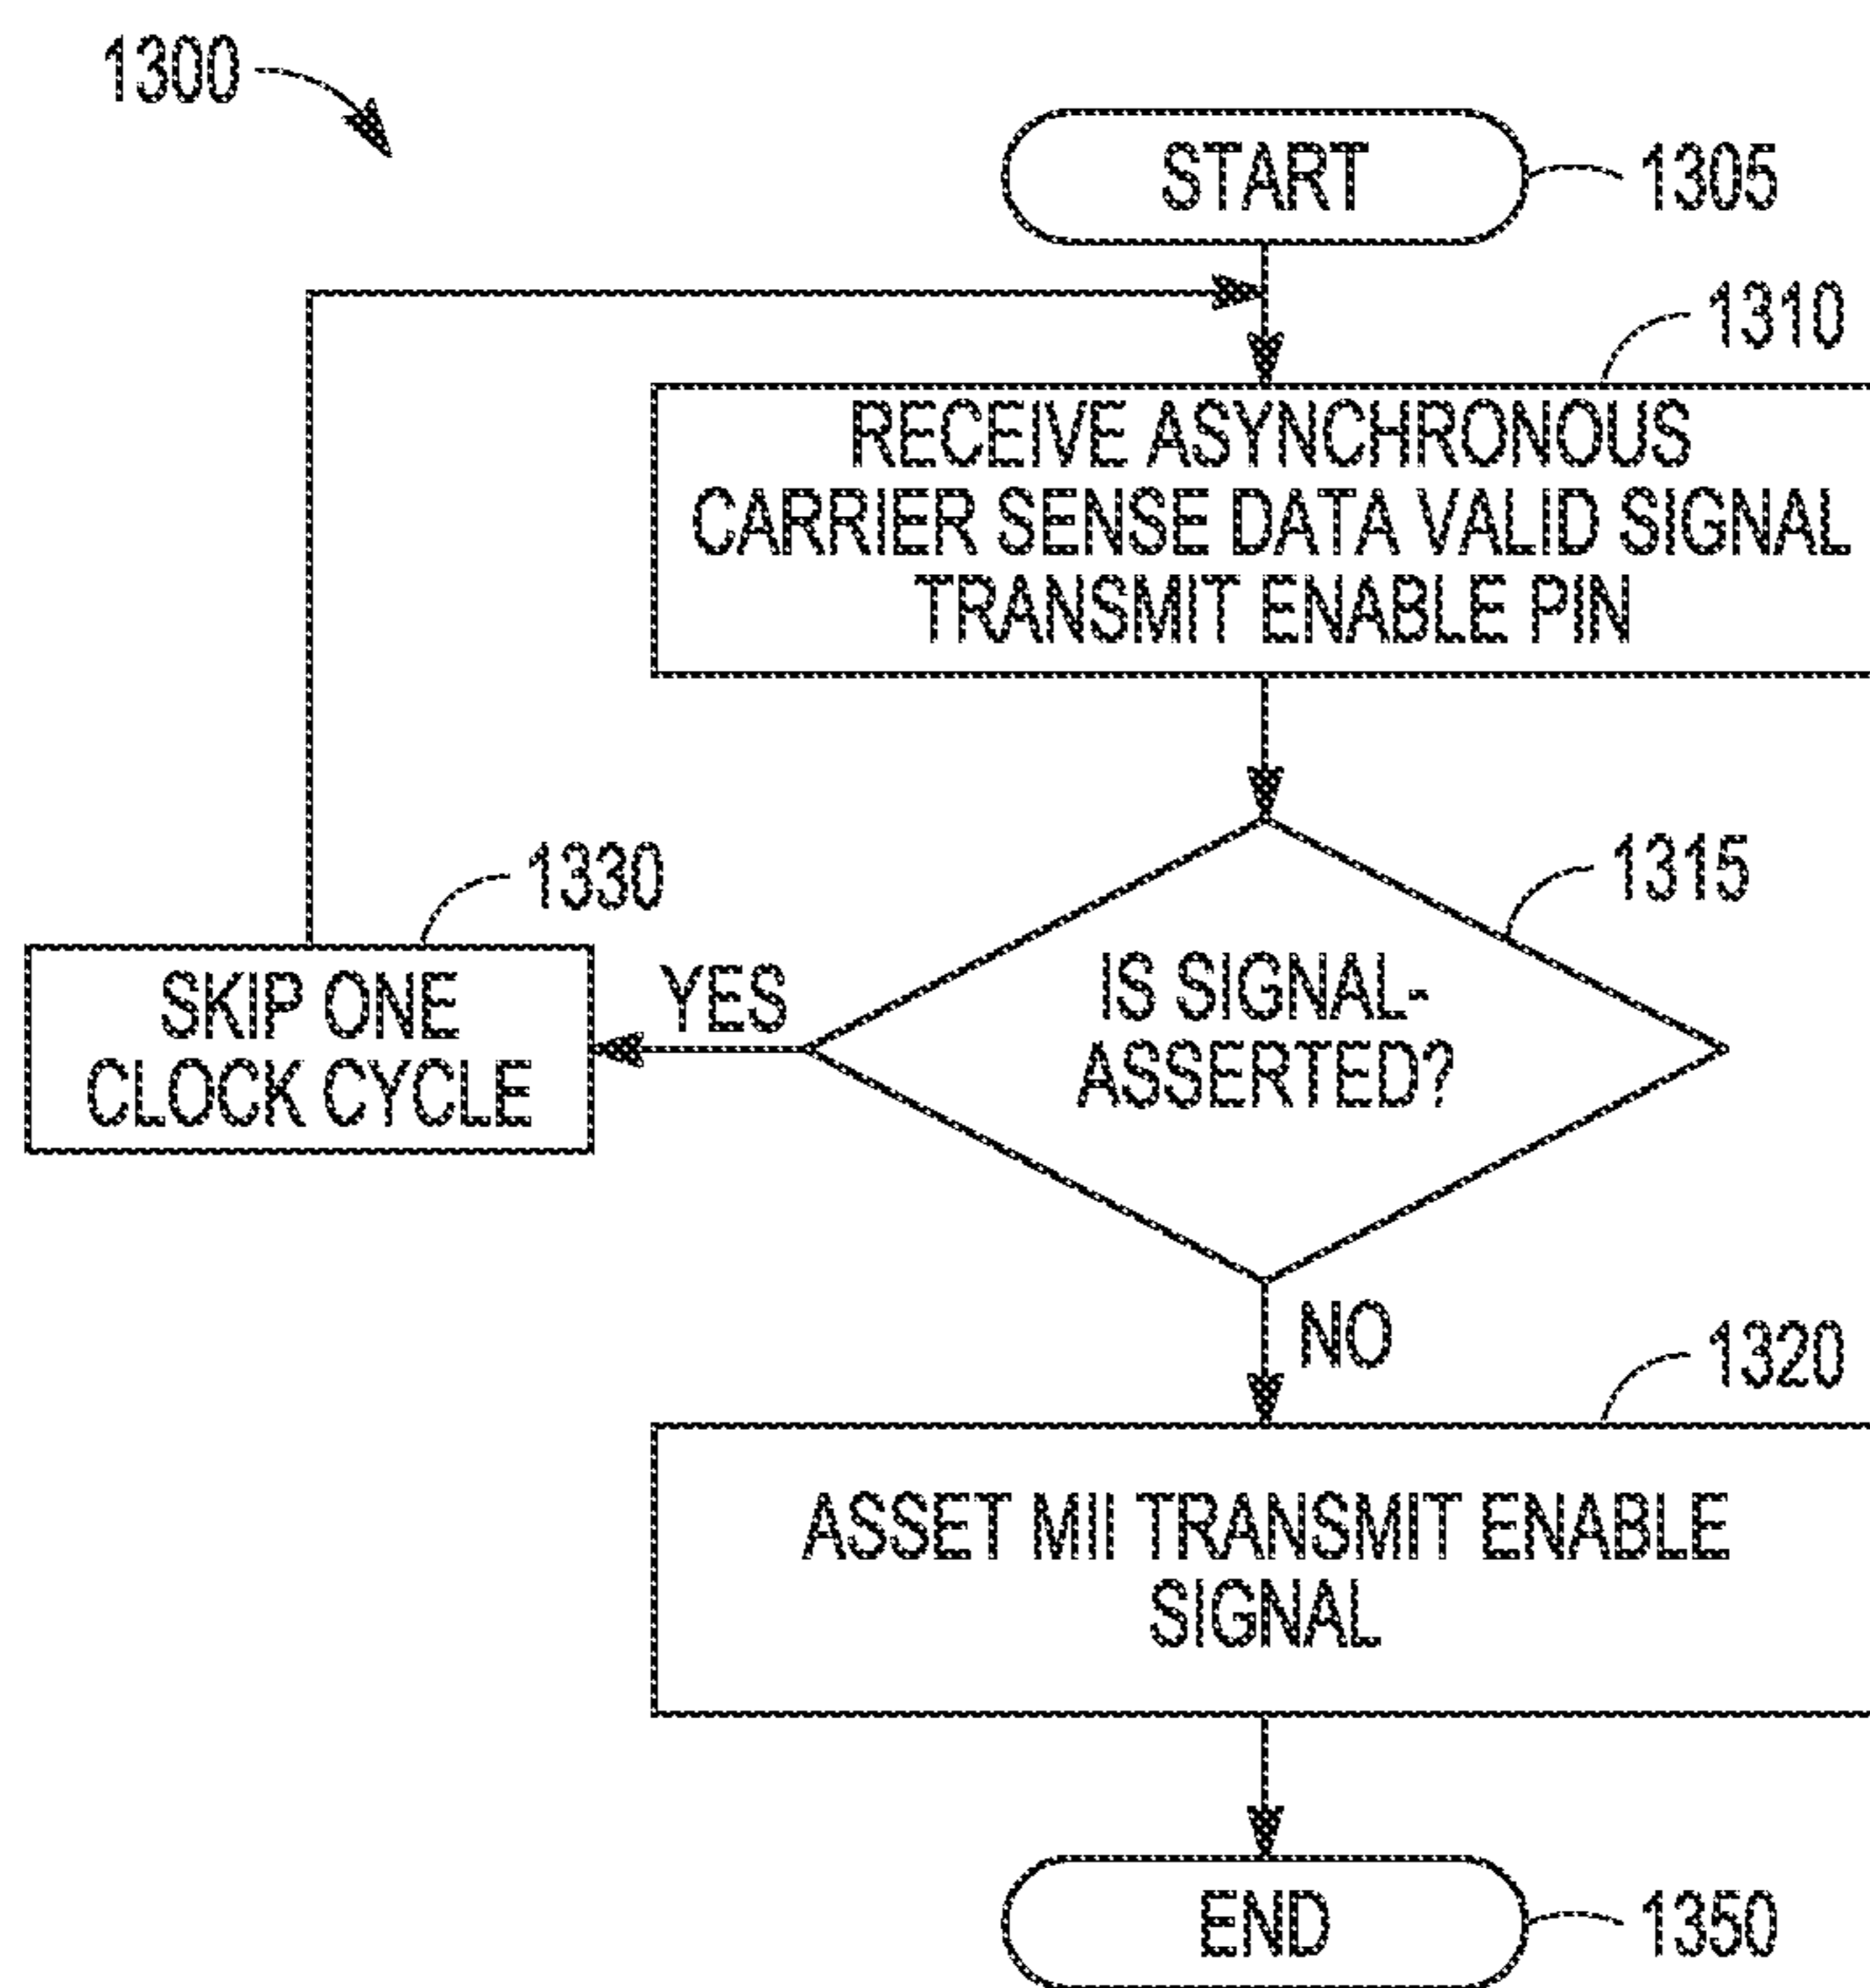 1300
START
1305
1310
RECEIVE ASYNCHRONOUS
CARRIER SENSE DATA VALID SIGNAL
TRANSMIT ENABLE PIN
1330
1315
SKIP ONE
CLOCK CYCLE
YES
IS SIGNAL-
ASSERTED?
NO
1320
ASSET MII TRANSMIT ENABLE
SIGNAL
END
1350